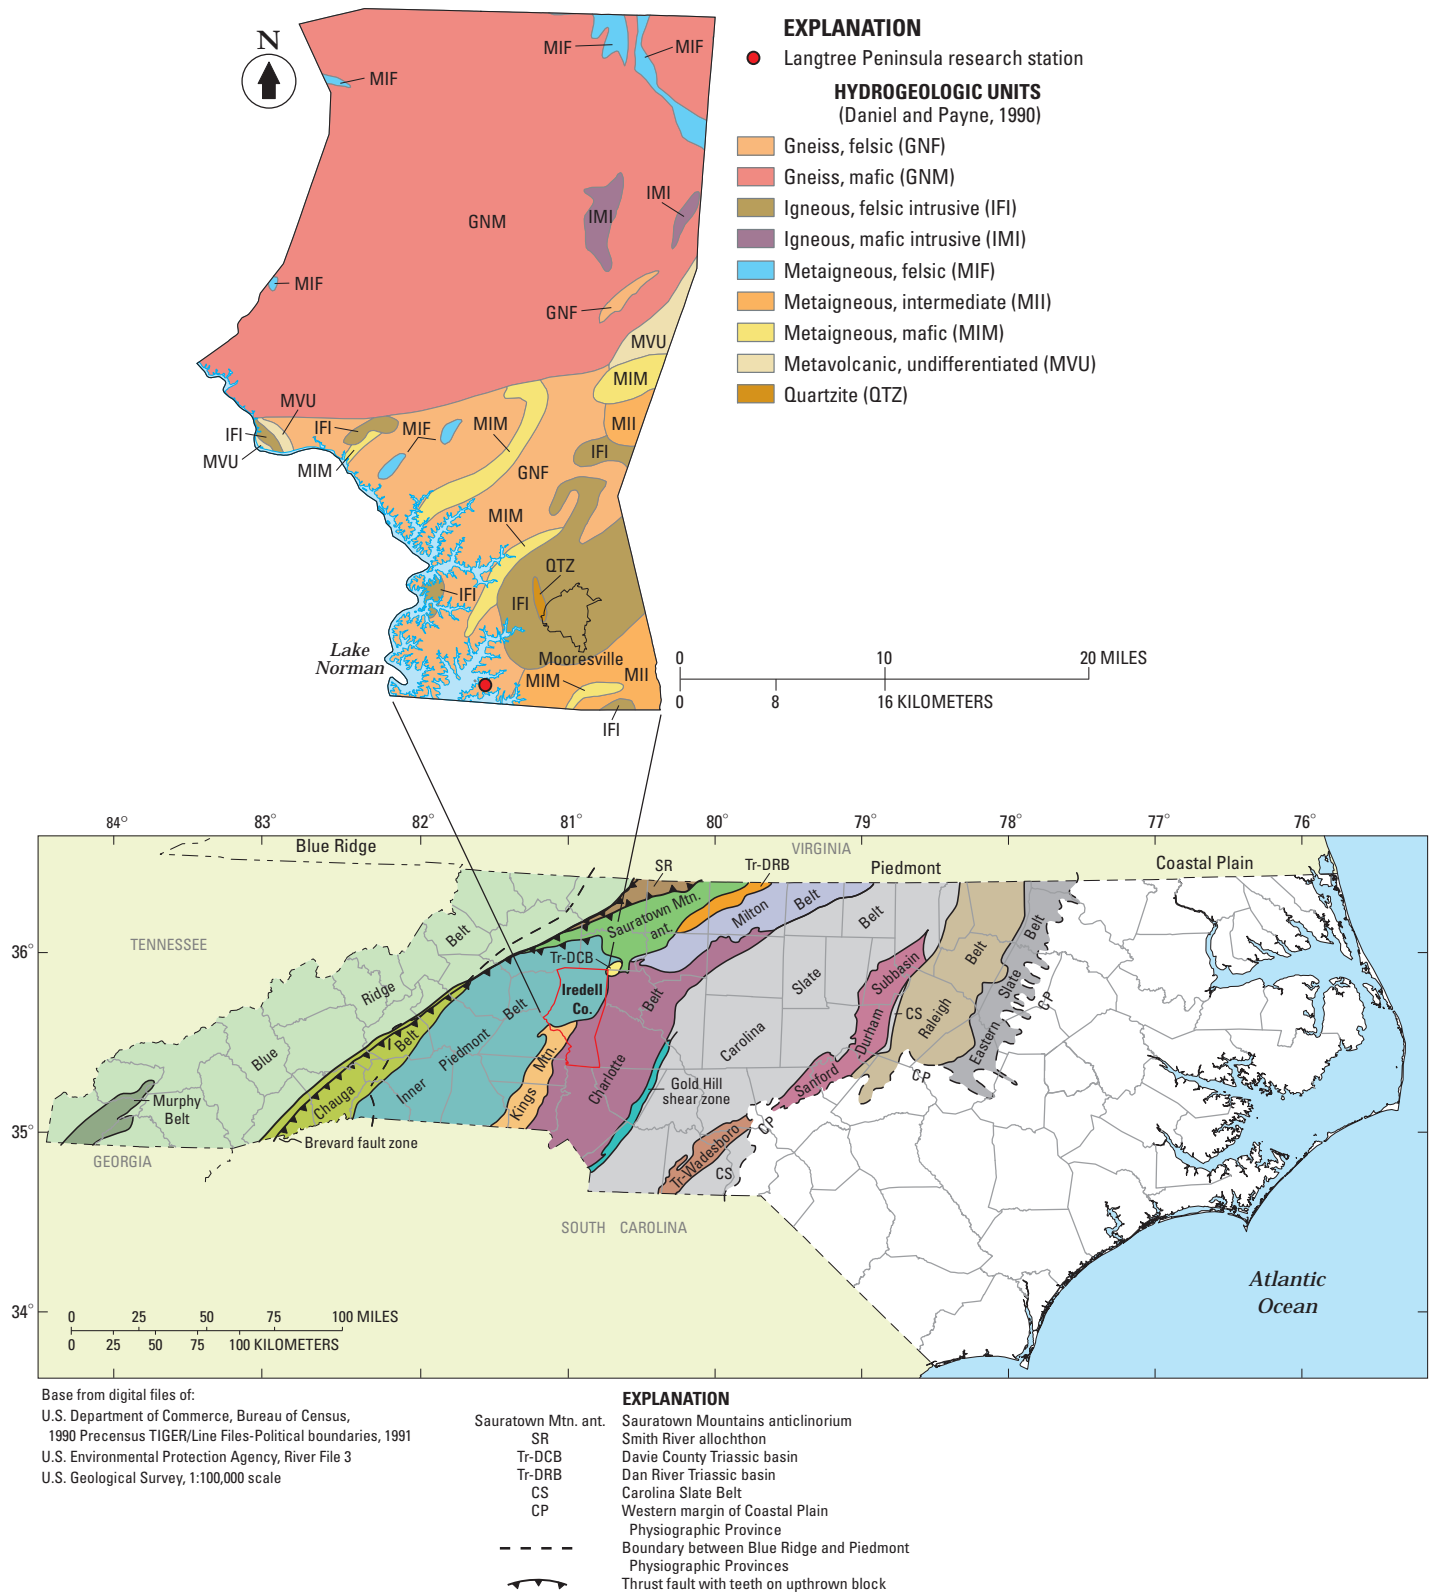 N
MIF
MIF
MIF
IMI
IMI
GNM
MIF
GNF
MVU
MIM
MVU
IFI
MVU
IFI
MIF
MIM
MIM
MII
IFI
GNF
MIM
QTZ
IFI
IFI
Lake
Norman
Mooresville
MIM
MII
IFI
EXPLANATION
Langtree Peninsula research station
HYDROGEOLOGIC UNITS
(Daniel and Payne, 1990)
Gneiss, felsic (GNF)
Gneiss, mafic (GNM)
Igneous, felsic intrusive (IFI)
Igneous, mafic intrusive (IMI)
Metaigneous, felsic (MIF)
Metaigneous, intermediate (MII)
Metaigneous, mafic (MIM)
Metavolcanic, undifferentiated (MVU)
Quartzite (QTZ)
0 10 20 MILES
0 8 16 KILOMETERS
84° 83° 82° 81° 80° 79° 78° 77° 76°
36°
35°
34°
Blue Ridge
VIRGINIA
Piedmont
Coastal Plain
SR
Tr-DRB
TENNESSEE
Blue Ridge Belt
Sauratown Mtn.
ant.
Milton Belt
Tr-DCB
Iredell
Co.
Inner Piedmont Belt
Chauga Belt
Kings Mtn.
Charlotte Belt
Carolina Slate Belt
Sanford -Durham Subbasin
CS
Raleigh Belt
Eastern Slate Belt
CP
CP
Gold Hill
shear zone
Murphy
Belt
Brevard fault zone
GEORGIA
Tr-Wadesboro
CP
CS
SOUTH CAROLINA
Atlantic
Ocean
0 25 50 75 100 MILES
0 25 50 75 100 KILOMETERS
Base from digital files of:
U.S. Department of Commerce, Bureau of Census,
1990 Precensus TIGER/Line Files-Political boundaries, 1991
U.S. Environmental Protection Agency, River File 3
U.S. Geological Survey, 1:100,000 scale
EXPLANATION
Sauratown Mtn. ant. Sauratown Mountains anticlinorium
SR Smith River allochthon
Tr-DCB Davie County Triassic basin
Tr-DRB Dan River Triassic basin
CS Carolina Slate Belt
CP Western margin of Coastal Plain
Physiographic Province
Boundary between Blue Ridge and Piedmont
Physiographic Provinces
Thrust fault with teeth on upthrown block